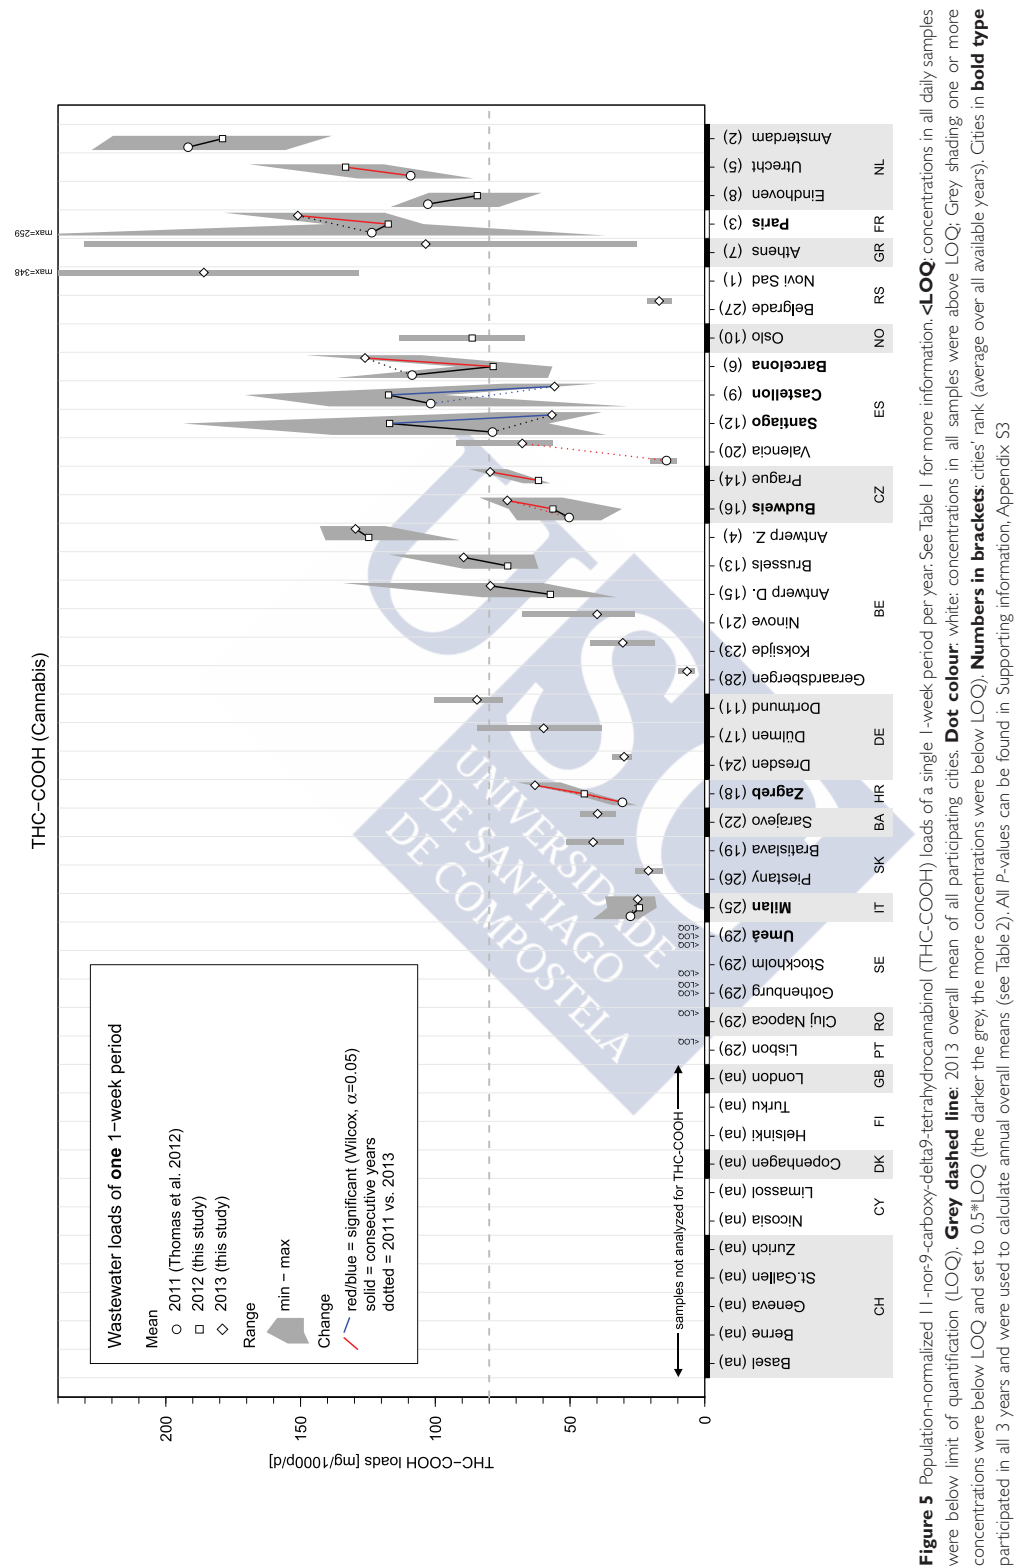 THC−COOH (Cannabis)
max=259
max=348
THC−COOH loads [mg/1000p/d]
0
50
100
150
200
Wastewater loads of one 1−week period
Mean
2011 (Thomas et al. 2012)
2012 (this study)
2013 (this study)
Range
min − max
Change
red/blue = significant (Wilcox, α=0.05)
solid = consecutive years
dotted = 2011 vs. 2013
samples not analyzed for THC−COOH
<LOQ
<LOQ
<LOQ
<LOQ
<LOQ
<LOQ
<LOQ
<LOQ
Basel (na)
Berne (na)
Geneva (na)
St.Gallen (na)
Zurich (na)
Nicosia (na)
Limassol (na)
Copenhagen (na)
Helsinki (na)
Turku (na)
London (na)
Lisbon (29)
Cluj Napoca (29)
Gothenburg (29)
Stockholm (29)
Umeå (29)
Milan (25)
Piestany (26)
Bratislava (19)
Sarajevo (22)
Zagreb (18)
Dresden (24)
Dülmen (17)
Dortmund (11)
Geraardsbergen (28)
Koksijde (23)
Ninove (21)
Antwerp D. (15)
Brussels (13)
Antwerp Z. (4)
Budweis (16)
Prague (14)
Valencia (20)
Santiago (12)
Castellon (9)
Barcelona (6)
Oslo (10)
Belgrade (27)
Novi Sad (1)
Athens (7)
Paris (3)
Eindhoven (8)
Utrecht (5)
Amsterdam (2)
CH
CY
DK
FI
GB
PT
RO
SE
IT
SK
BA
HR
DE
BE
CZ
ES
NO
RS
GR
FR
NL
USC
UNIVERSIDADE
DE SANTIAGO
DE COMPOSTELA
Figure 5 Population-normalized 11-nor-9-carboxy-delta9-tetrahydrocannabinol (THC-COOH) loads of a single 1-week period per year. See Table 1 for more information. <LOQ: concentrations in all daily samples
were below limit of quantification (LOQ). Grey dashed line: 2013 overall mean of all participating cities. Dot colour: white: concentrations in all samples were above LOQ; Grey shading one or more
concentrations were below LOQ and set to 0.5*LOQ (the darker the grey, the more concentrations were below LOQ). Numbers in brackets: cities' rank (average over all available years). Cities in bold type
participated in all 3 years and were used to calculate annual overall means (see Table 2). All P-values can be found in Supporting information, Appendix S3